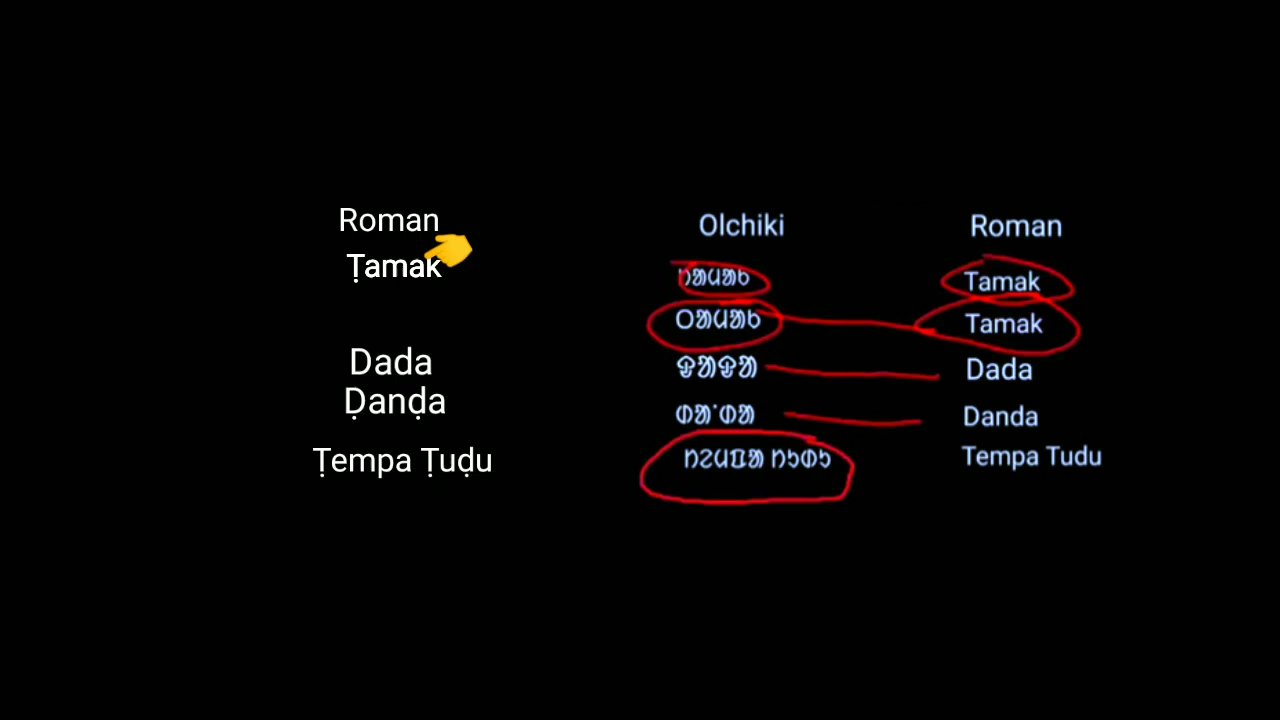 Roman
Ṭamak
Dada
Ḍanḍa
Ṭempa Ṭuḍu
Olchiki
ᱴᱟᱢᱟᱠ
ᱛᱟᱢᱟᱠ
ᱫᱟᱫᱟ
ᱰᱟᱸᱰᱟ
ᱴᱮᱢᱯᱟ ᱴᱩᱰᱩ
Roman
Tamak
Tamak
Dada
Danda
Tempa Tudu